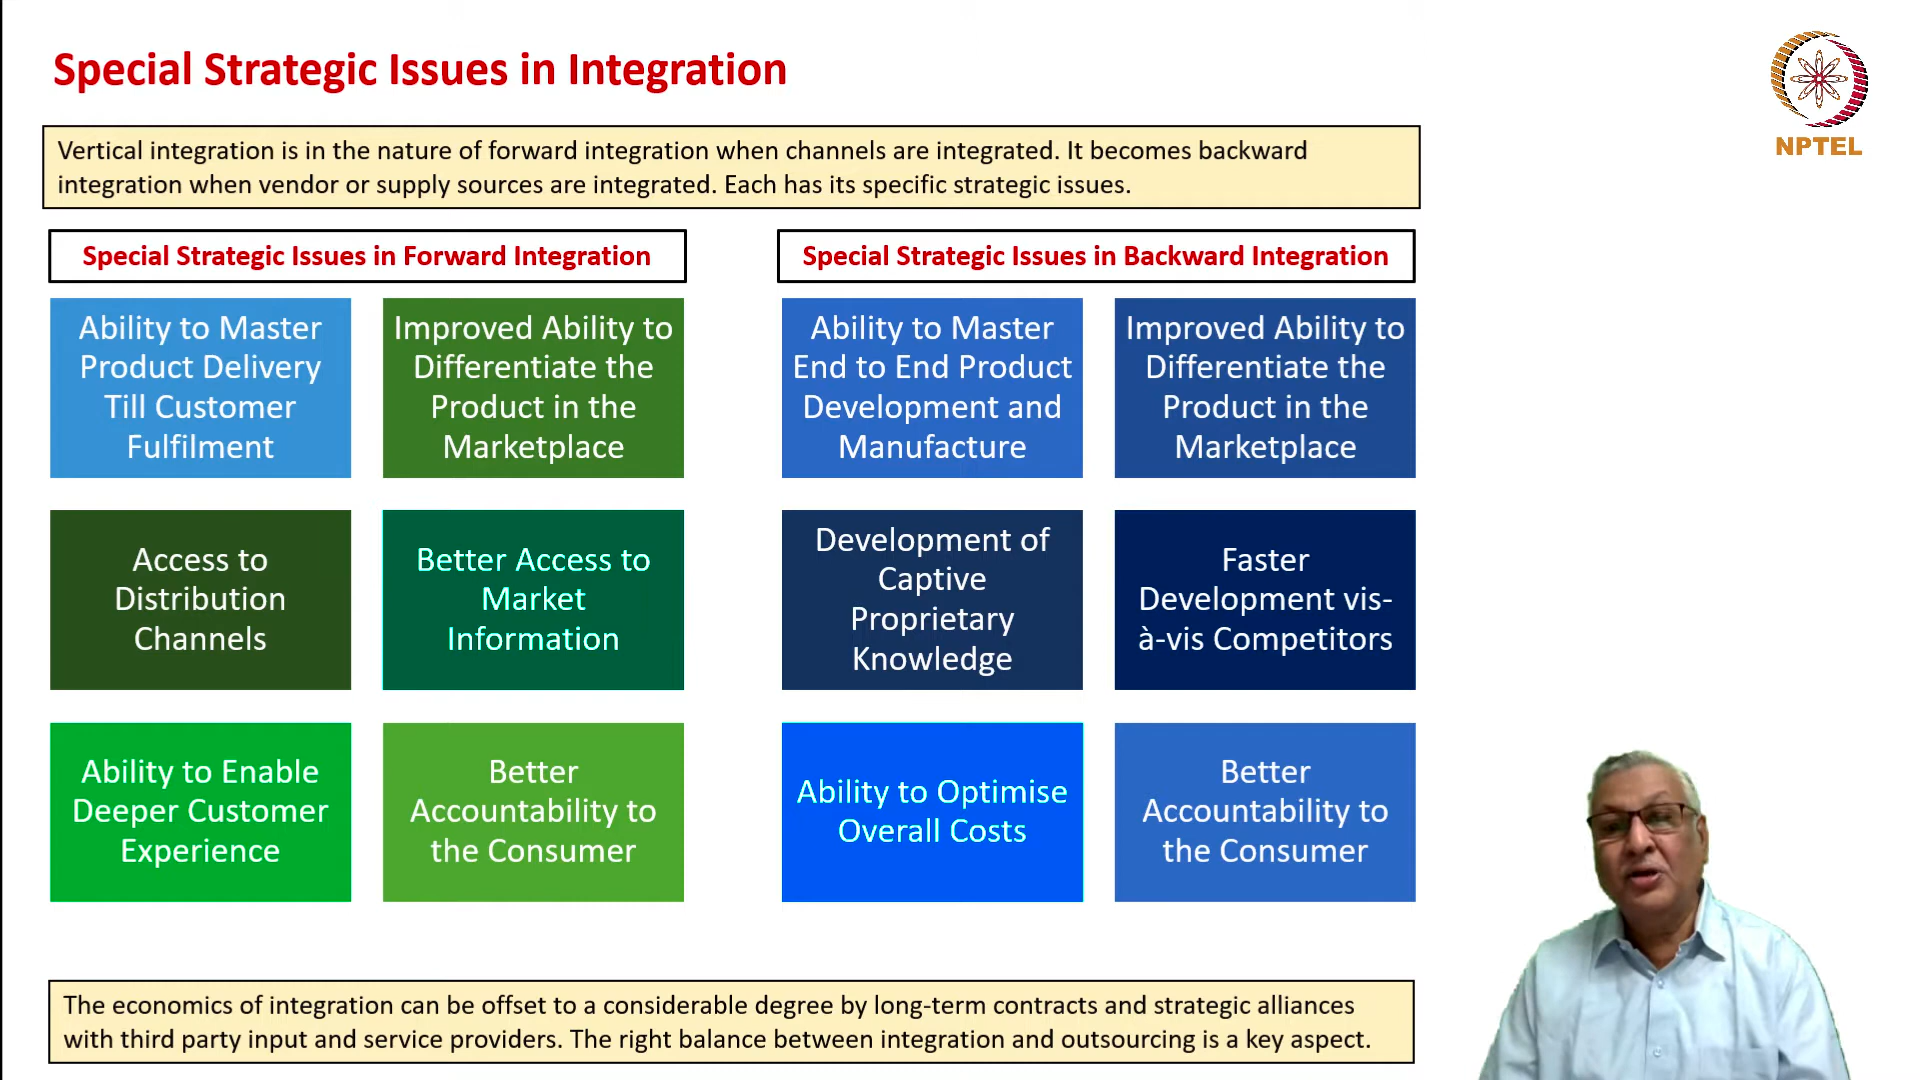 Special Strategic Issues in Integration
NPTEL
Vertical integration is in the nature of forward integration when channels are integrated. It becomes backward
integration when vendor or supply sources are integrated. Each has its specific strategic issues.
Special Strategic Issues in Forward Integration
Ability to Master
Product Delivery
Till Customer
Fulfilment
Improved Ability to
Differentiate the
Product in the
Marketplace
Access to
Distribution
Channels
Better Access to
Market
Information
Ability to Enable
Deeper Customer
Experience
Better
Accountability to
the Consumer
Special Strategic Issues in Backward Integration
Ability to Master
End to End Product
Development and
Manufacture
Improved Ability to
Differentiate the
Product in the
Marketplace
Development of
Captive
Proprietary
Knowledge
Faster
Development vis-
à-vis Competitors
Ability to Optimise
Overall Costs
Better
Accountability to
the Consumer
The economics of integration can be offset to a considerable degree by long-term contracts and strategic alliances
with third party input and service providers. The right balance between integration and outsourcing is a key aspect.